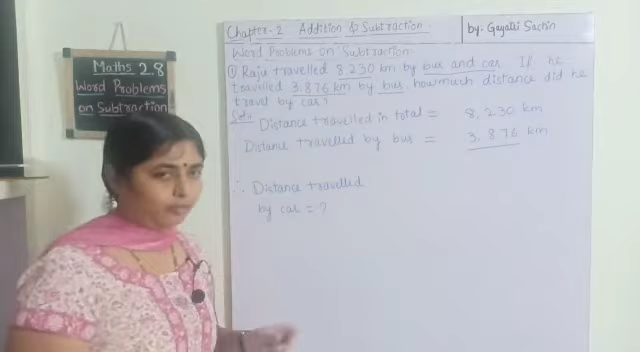 Chapter-2 Addition & Subtraction.
by:- Gayatri Sachin
Maths 2.8
Word Problems
on Subtraction
Word Problems on Subtraction:-
① Raju travelled 8,230 km by bus and car. If he
travelled 3,876 km by bus, howmuch distance did he
travel by car?
Soln:
Distance travelled in total = 8,230 km
Distance travelled by bus = 3,876 km
∴ Distance travelled
by car = ?